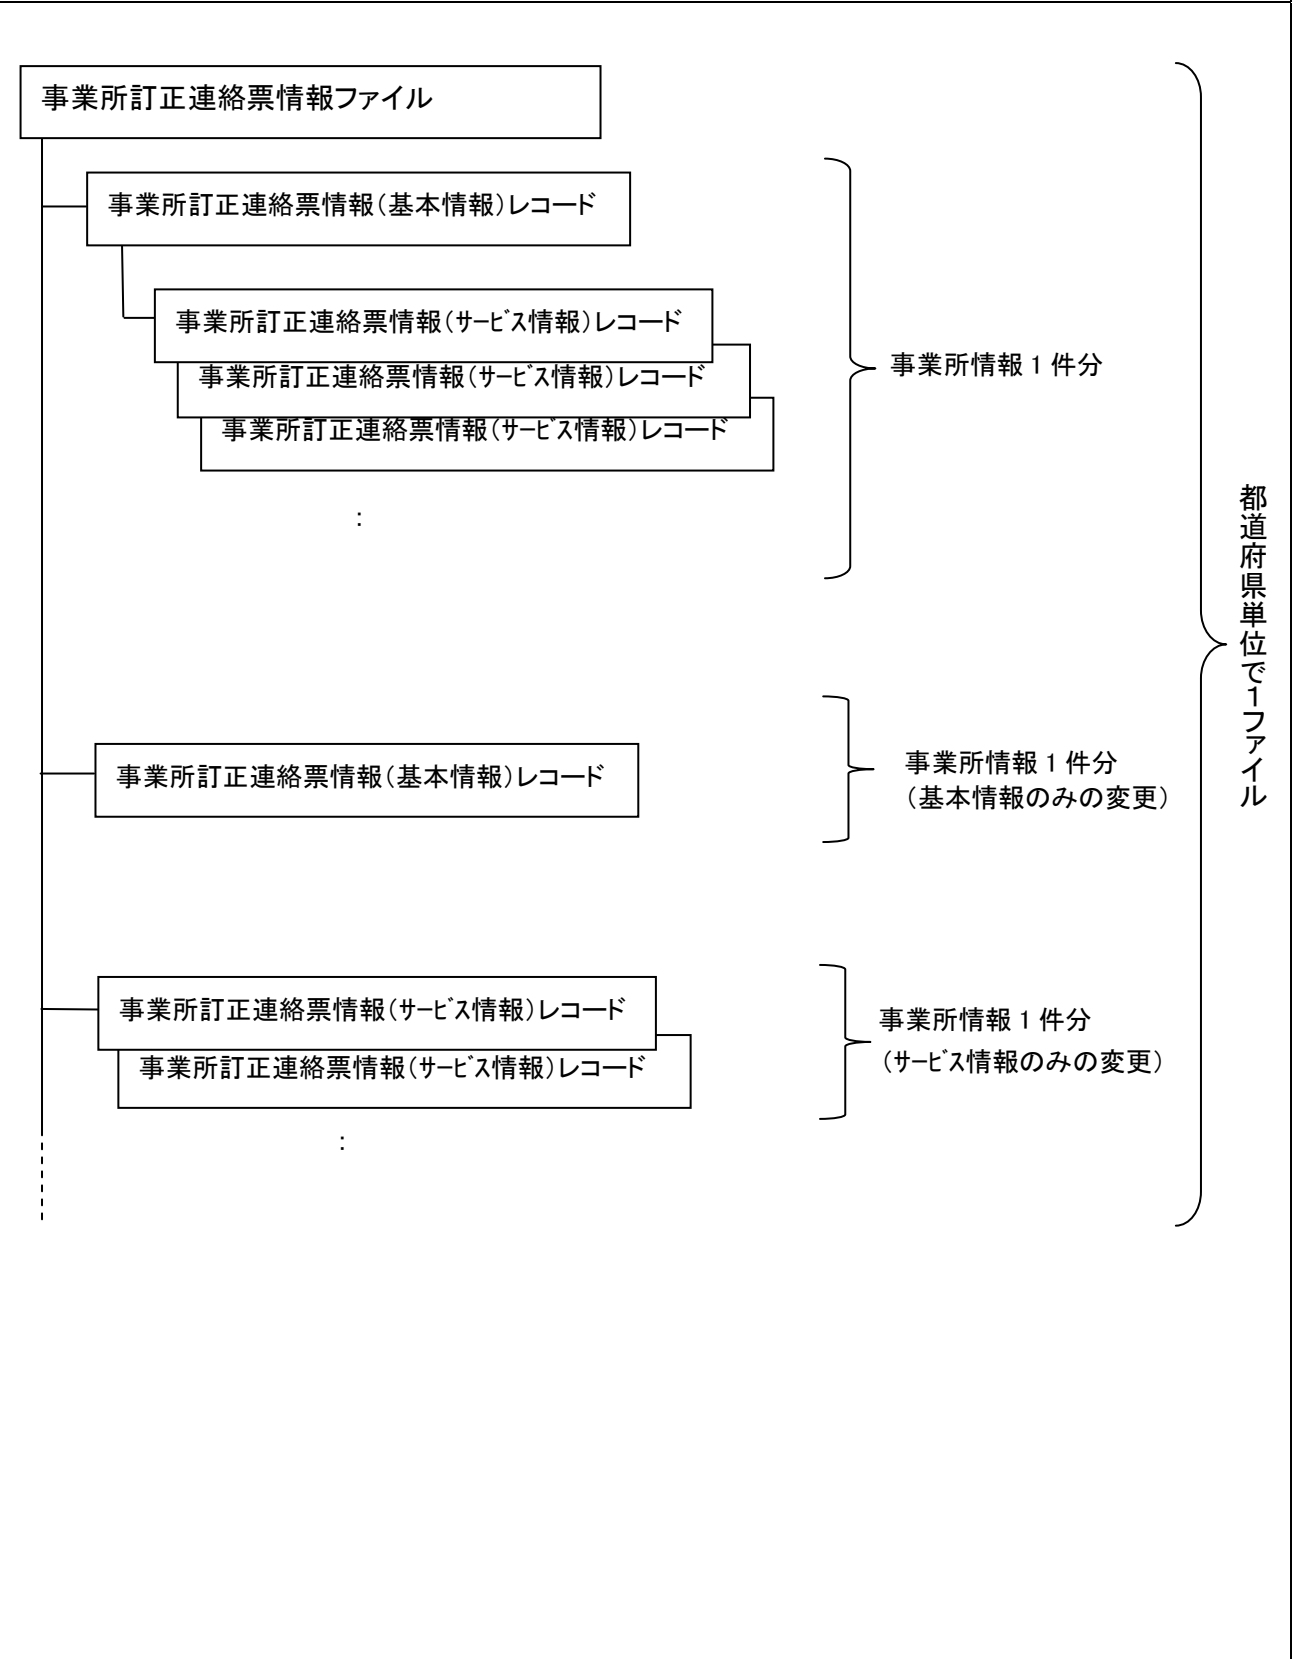 事業所訂正連絡票情報ファイル
事業所訂正連絡票情報（基本情報）レコード
事業所訂正連絡票情報（ｻｰﾋﾞｽ情報）レコード
事業所訂正連絡票情報（ｻｰﾋﾞｽ情報）レコード
事業所訂正連絡票情報（ｻｰﾋﾞｽ情報）レコード
：
事業所情報 1 件分
事業所訂正連絡票情報（基本情報）レコード
事業所情報 1 件分
（基本情報のみの変更）
事業所訂正連絡票情報（ｻｰﾋﾞｽ情報）レコード
事業所訂正連絡票情報（ｻｰﾋﾞｽ情報）レコード
：
事業所情報 1 件分
（ｻｰﾋﾞｽ情報のみの変更）
都道府県単位で１ファイル